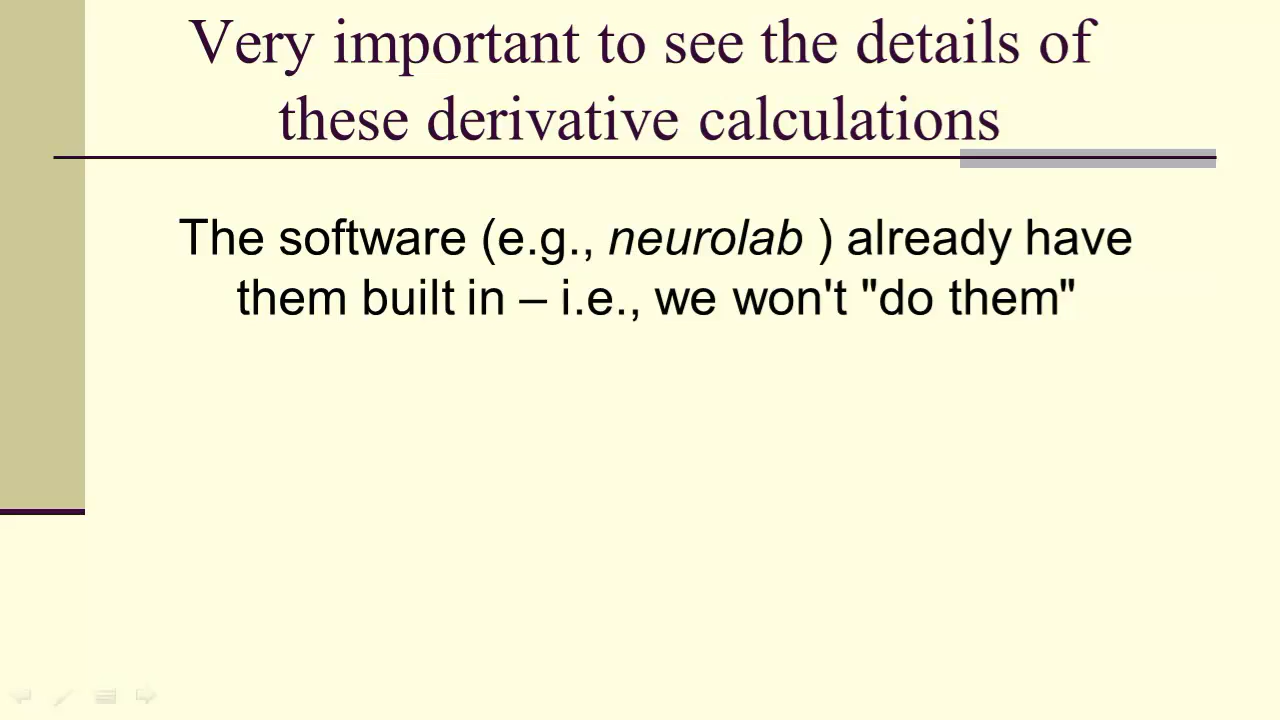 Very important to see the details of
these derivative calculations
The software (e.g., neurolab ) already have
them built in – i.e., we won't "do them"